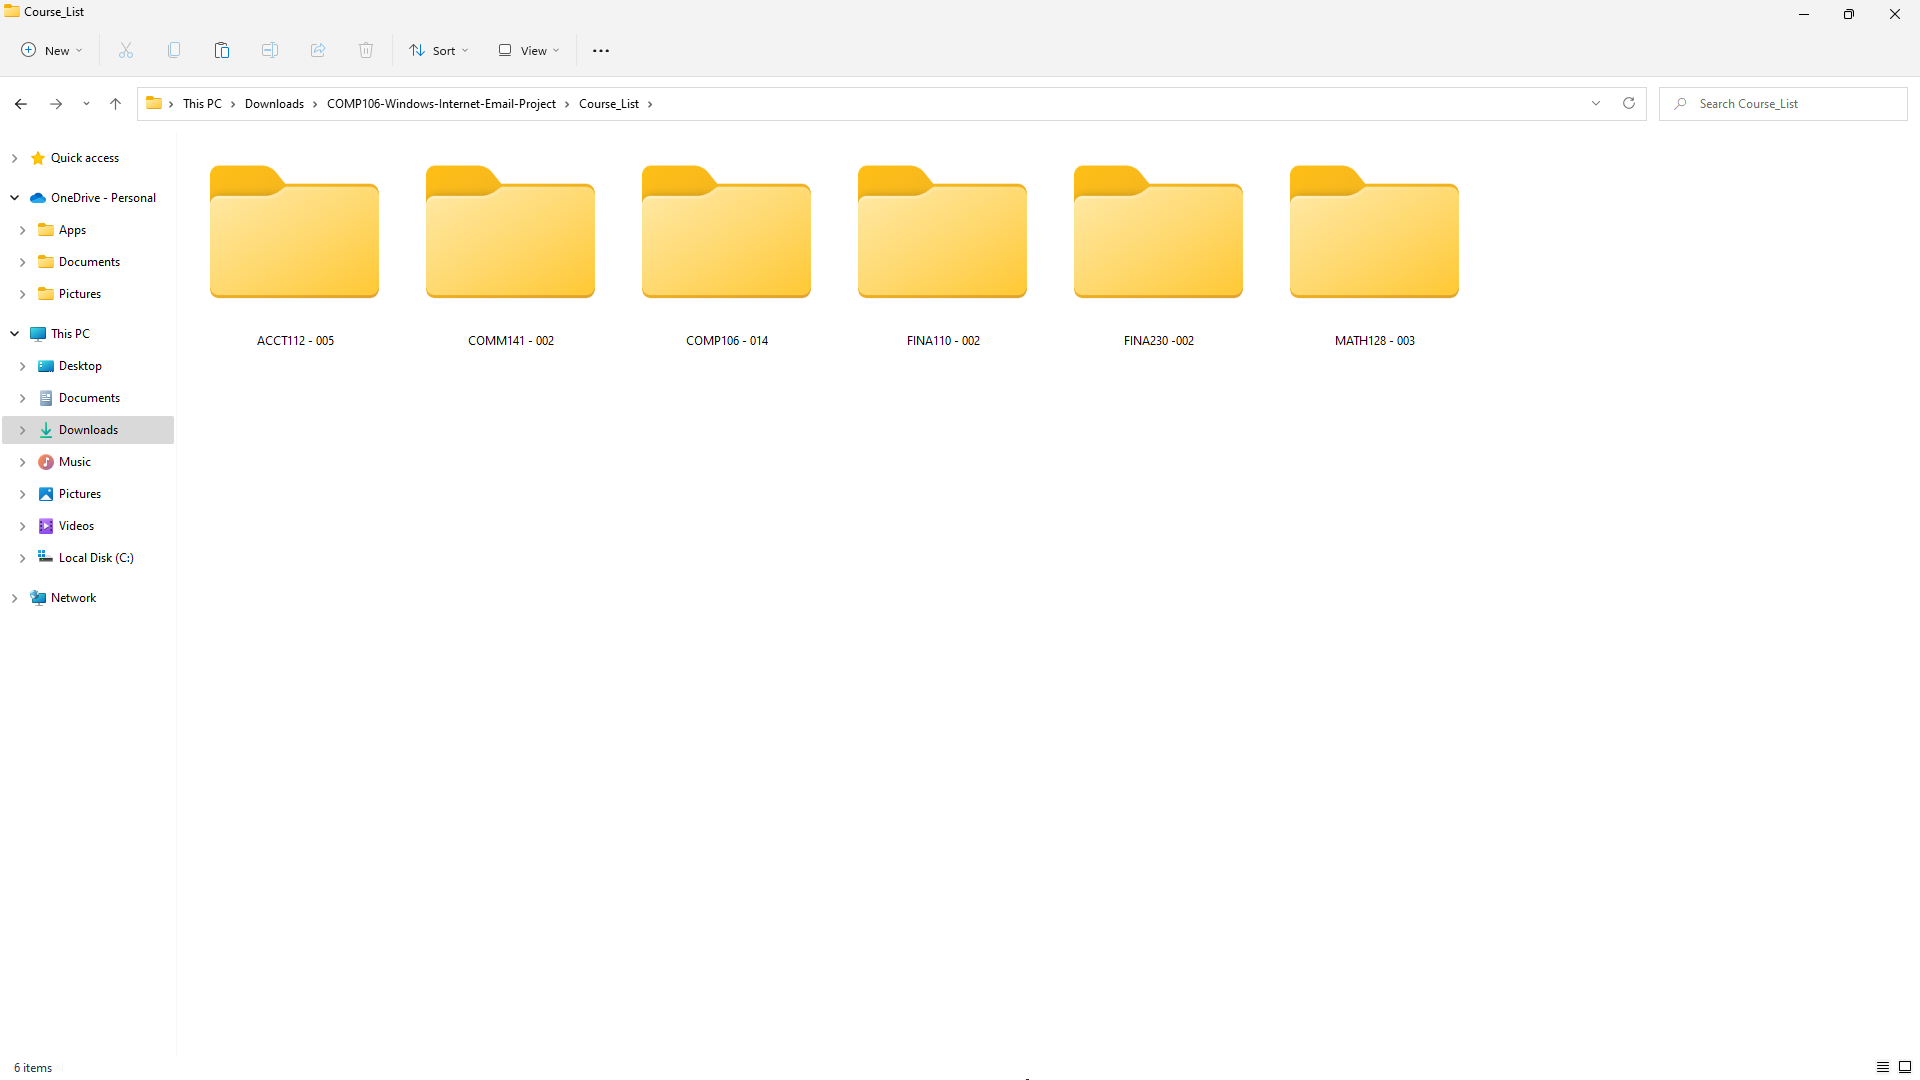 Course_List
New
Sort
View
This PC
Downloads
COMP106-Windows-Internet-Email-Project
Course_List
Search Course_List
Quick access
OneDrive - Personal
Apps
Documents
Pictures
This PC
Desktop
Documents
Downloads
Music
Pictures
Videos
Local Disk (C:)
Network
ACCT112 - 005
COMM141 - 002
COMP106 - 014
FINA110 - 002
FINA230 -002
MATH128 - 003
6 items